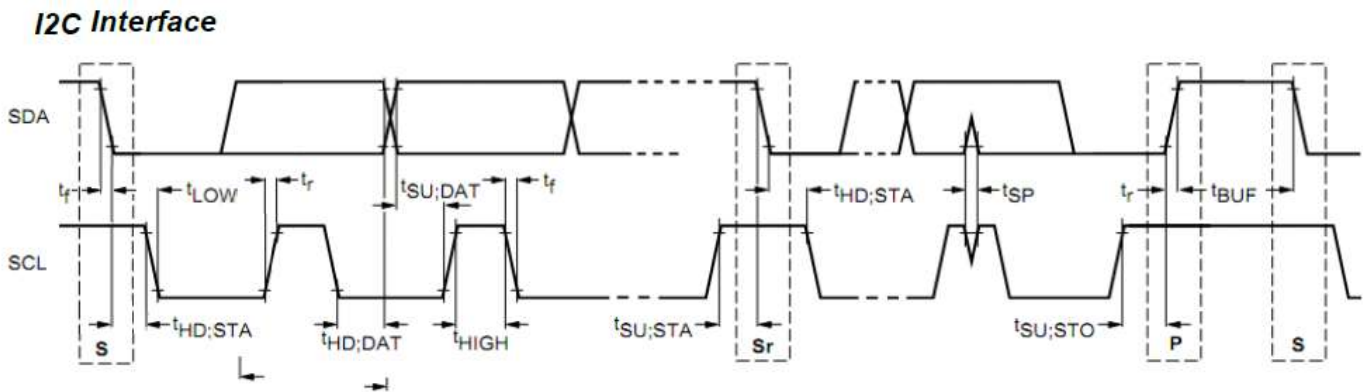 I2C Interface
SDA
tf tLOW tr tSU;DAT tf tHD;STA tSP tr tBUF
SCL
tHD;STA tHD;DAT tHIGH tSU;STA tSU;STO
S Sr P S